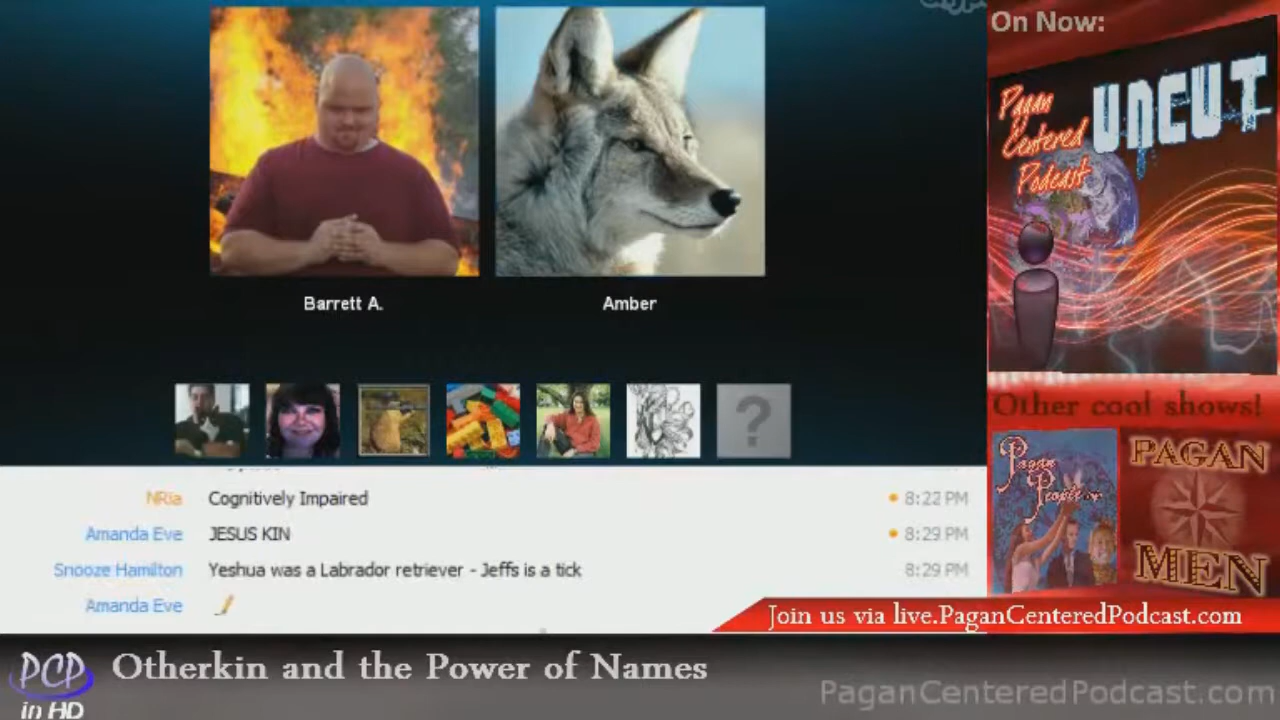 On Now:
Pagan
Centered
Podcast
UNCUT
Barrett A.
Amber
?
Other cool shows!
Pagan
People
PAGAN
MEN
NRia Cognitively Impaired 8:22 PM
Amanda Eve JESUS KIN 8:29 PM
Snooze Hamilton Yeshua was a Labrador retriever - Jeffs is a tick 8:29 PM
Amanda Eve
Join us via live.PaganCenteredPodcast.com
PCP
in HD
Otherkin and the Power of Names
PaganCenteredPodcast.com